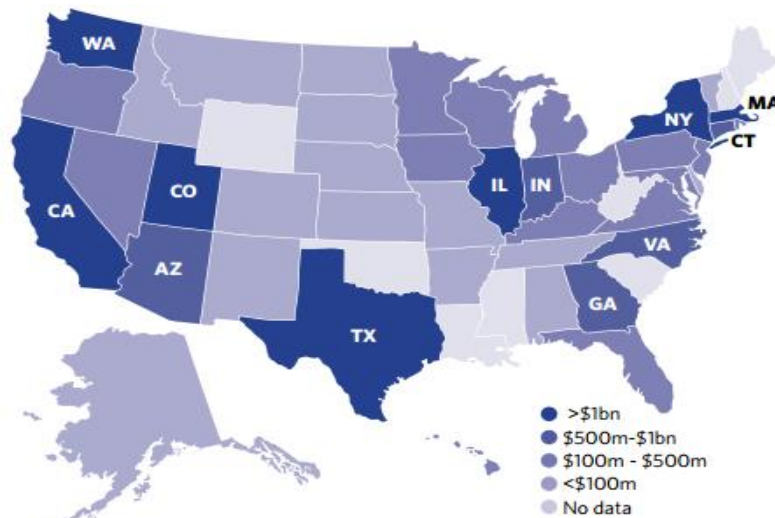 WA
MA
NY
CT
IL
IN
CO
CA
VA
AZ
GA
TX
>$1bn
$500m-$1bn
$100m - $500m
<$100m
No data